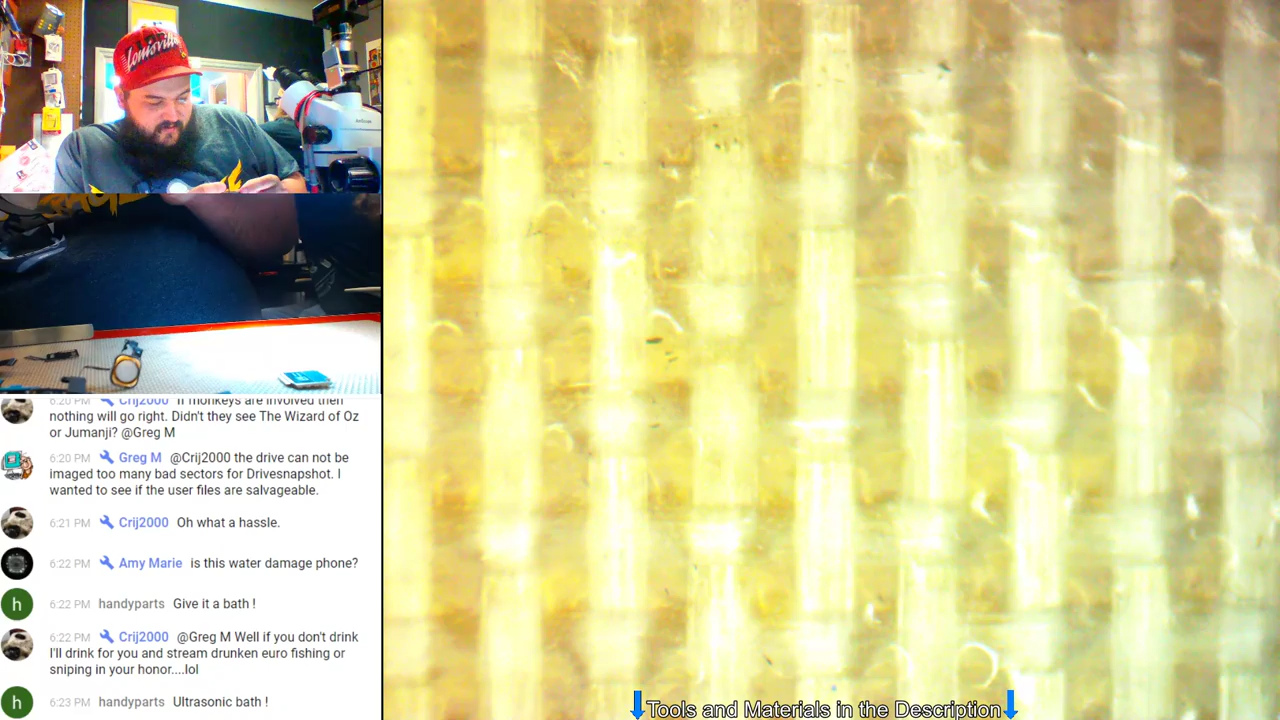 Louisville
6:20 PM Crij2000 If monkeys are involved then
nothing will go right. Didn't they see The Wizard of Oz
or Jumanji? @Greg M
6:20 PM Greg M @Crij2000 the drive can not be
imaged too many bad sectors for Drivesnapshot. I
wanted to see if the user files are salvageable.
6:21 PM Crij2000 Oh what a hassle.
6:22 PM Amy Marie is this water damage phone?
h
6:22 PM handyparts Give it a bath !
6:22 PM Crij2000 @Greg M Well if you don't drink
I'll drink for you and stream drunken euro fishing or
sniping in your honor....lol
h
6:23 PM handyparts Ultrasonic bath !
Tools and Materials in the Description